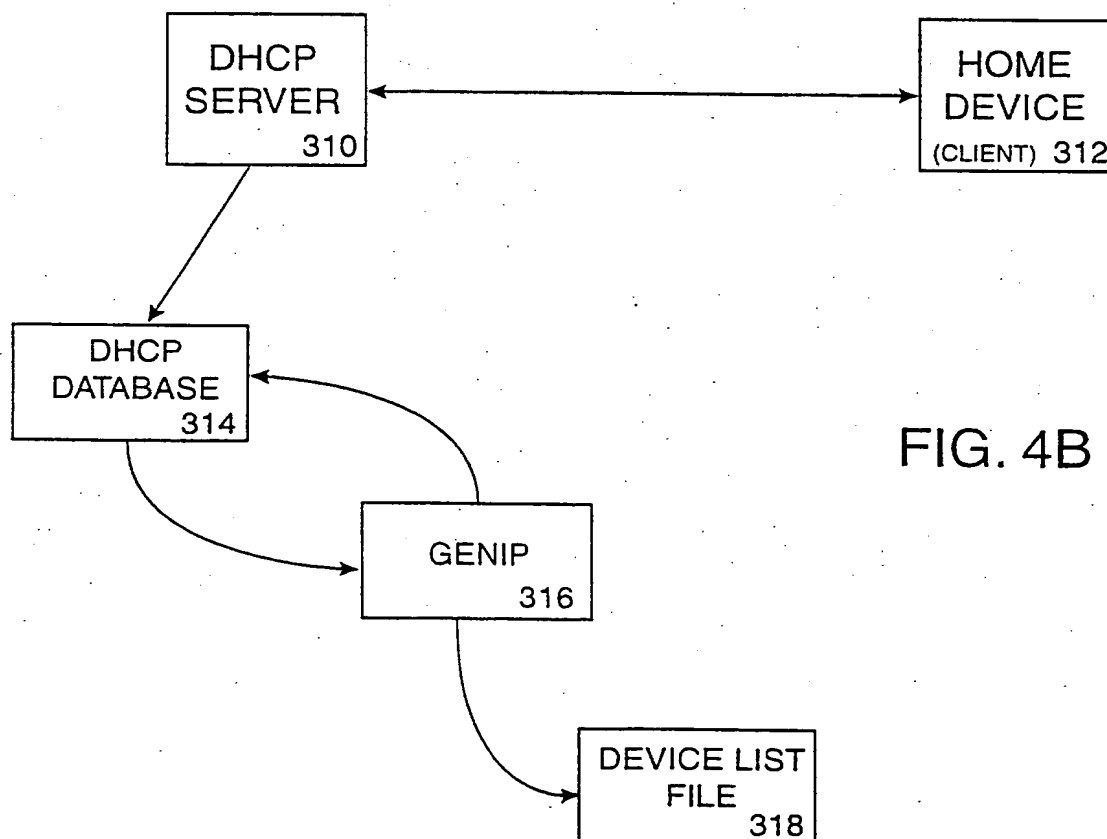 DHCP
SERVER
310
HOME
DEVICE
(CLIENT) 312
DHCP
DATABASE
314
FIG. 4B
GENIP
316
DEVICE LIST
FILE
318